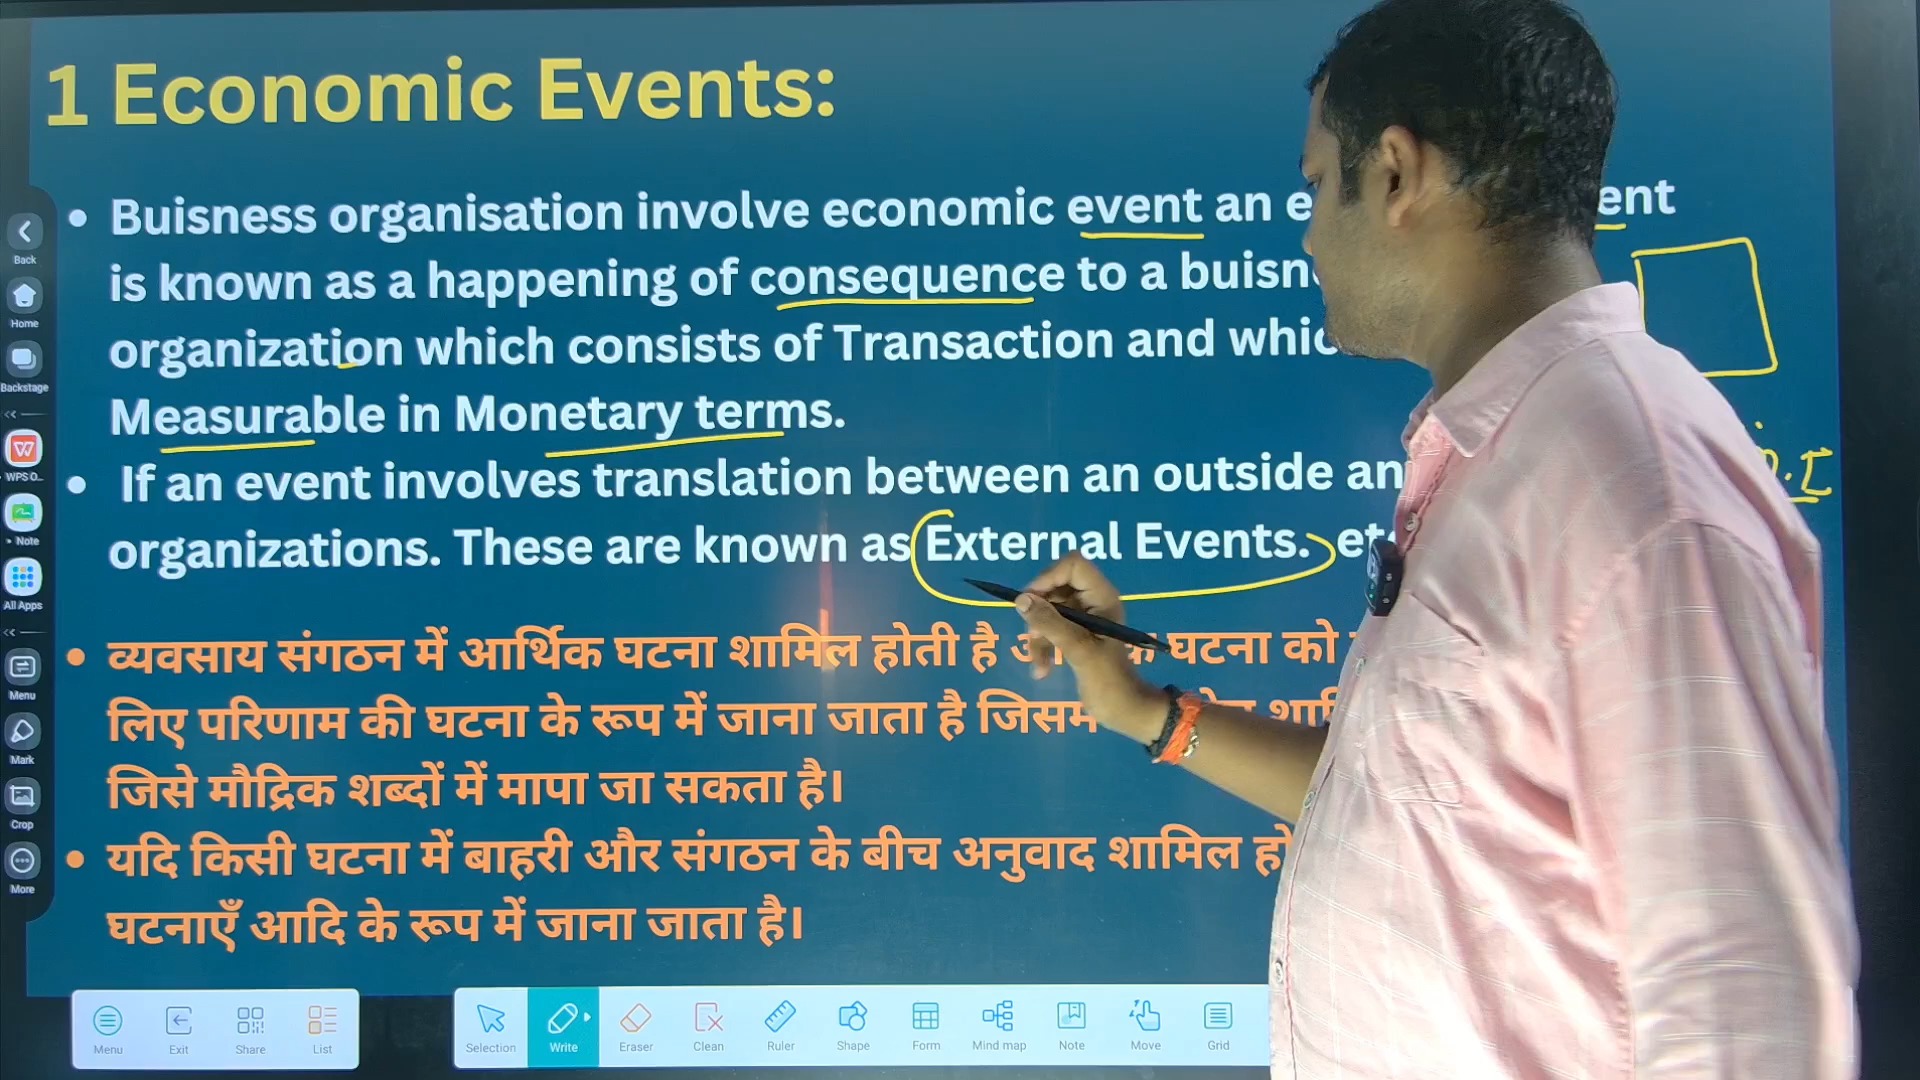 1 Economic Events:
Buisness organisation involve economic event an e ent
is known as a happening of consequence to a buisn
organization which consists of Transaction and whic
Measurable in Monetary terms.
If an event involves translation between an outside an
organizations. These are known as External Events. etc
व्यवसाय संगठन में आर्थिक घटना शामिल होती है घटना को
लिए परिणाम की घटना के रूप में जाना जाता है जिसमें
जिसे मौद्रिक शब्दों में मापा जा सकता है।
यदि किसी घटना में बाहरी और संगठन के बीच अनुवाद शामिल हो
घटनाएँ आदि के रूप में जाना जाता है।
Back
Home
Backstage
WPS O...
Note
All Apps
Menu
Mark
Crop
More
Menu Exit Share List
Selection Write Eraser Clean Ruler Shape Form Mind map Note Move Grid